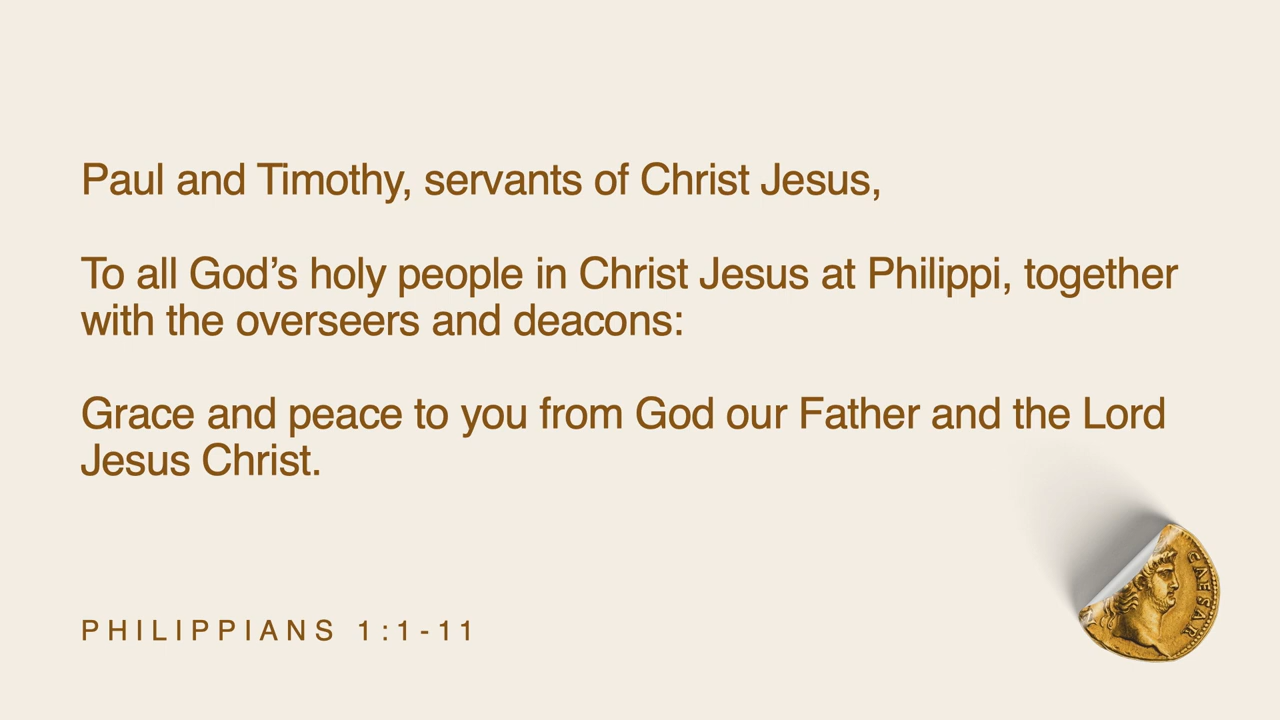 Paul and Timothy, servants of Christ Jesus,
To all God’s holy people in Christ Jesus at Philippi, together
with the overseers and deacons:
Grace and peace to you from God our Father and the Lord
Jesus Christ.
CAESAR
PHILIPPIANS 1:1-11